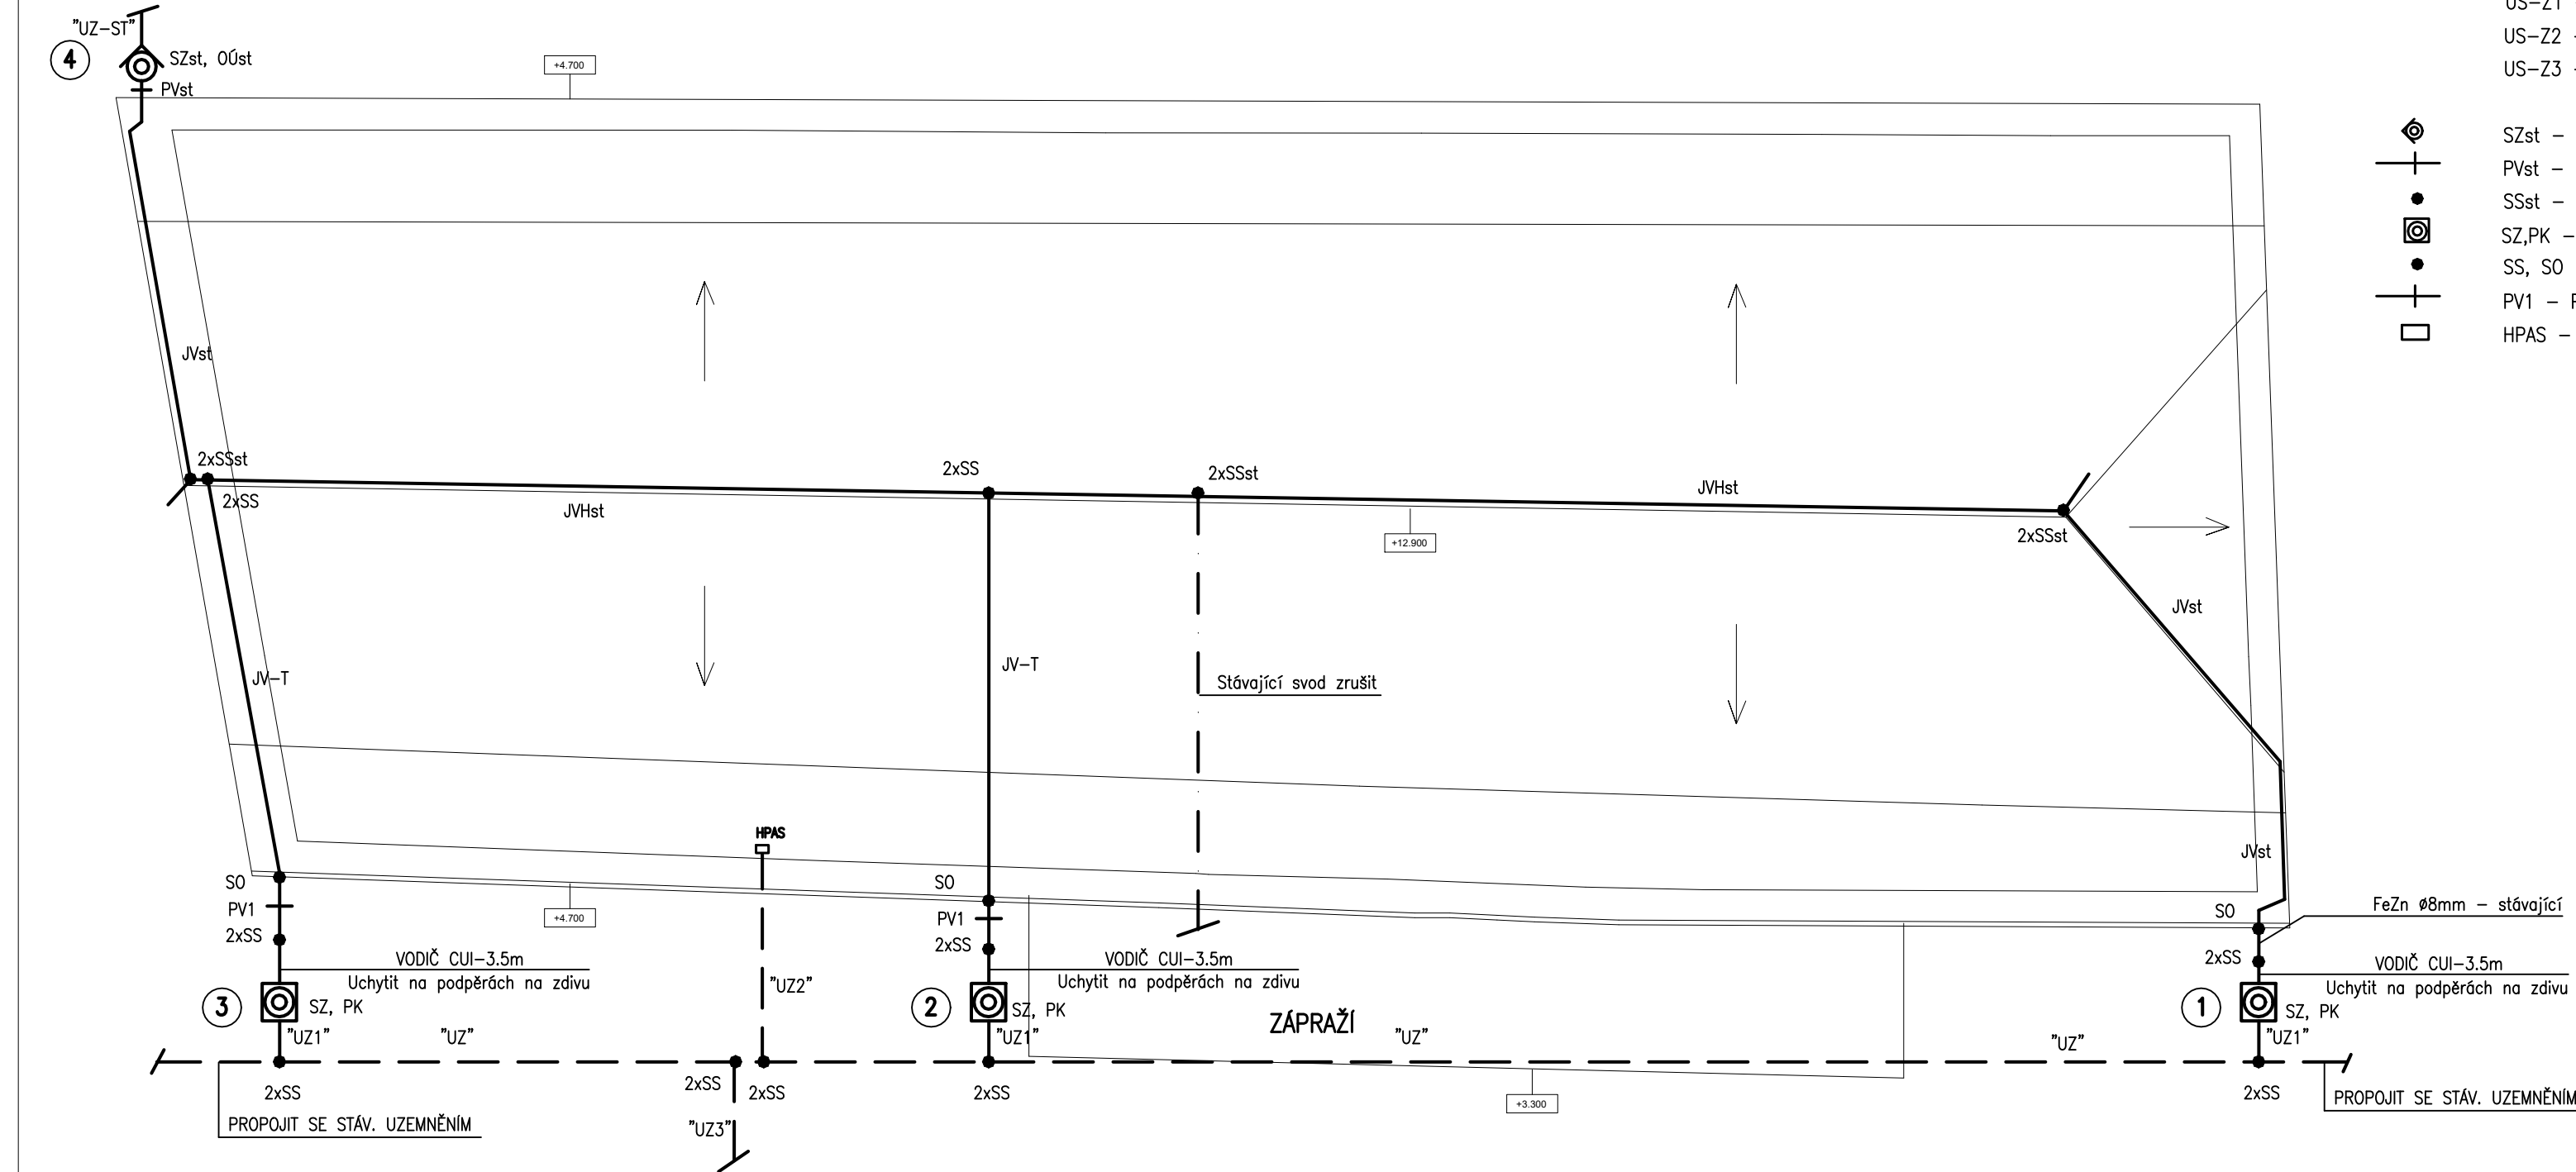 "UZ-ST"
4
SZst, OÚst
PVst
+4.700
US-Z1
US-Z2 -
US-Z3 -
SZst -
PVst -
SSst -
SZ,PK -
SS, SO
PV1 -
HPAS -
JVst
2xSSst
2xSS
JVHst
2xSS
2xSSst
JVHst
+12.900
2xSSst
JVst
JV-T
JV-T
Stávající svod zrušit
HPAS
JVst
SO
PV1
2xSS
+4.700
SO
PV1
2xSS
SO
FeZn ø8mm - stávající
2xSS
VODIČ CUI-3.5m
Uchytit na podpěrách na zdivu
VODIČ CUI-3.5m
Uchytit na podpěrách na zdivu
VODIČ CUI-3.5m
Uchytit na podpěrách na zdivu
3
SZ, PK
"UZ1"
"UZ"
"UZ2"
2
SZ, PK
"UZ1"
ZÁPRAŽÍ
"UZ"
"UZ"
1
SZ, PK
"UZ1"
2xSS
2xSS
2xSS
2xSS
2xSS
+3.300
PROPOJIT SE STÁV. UZEMNĚNÍM
"UZ3"
PROPOJIT SE STÁV. UZEMNĚNÍM